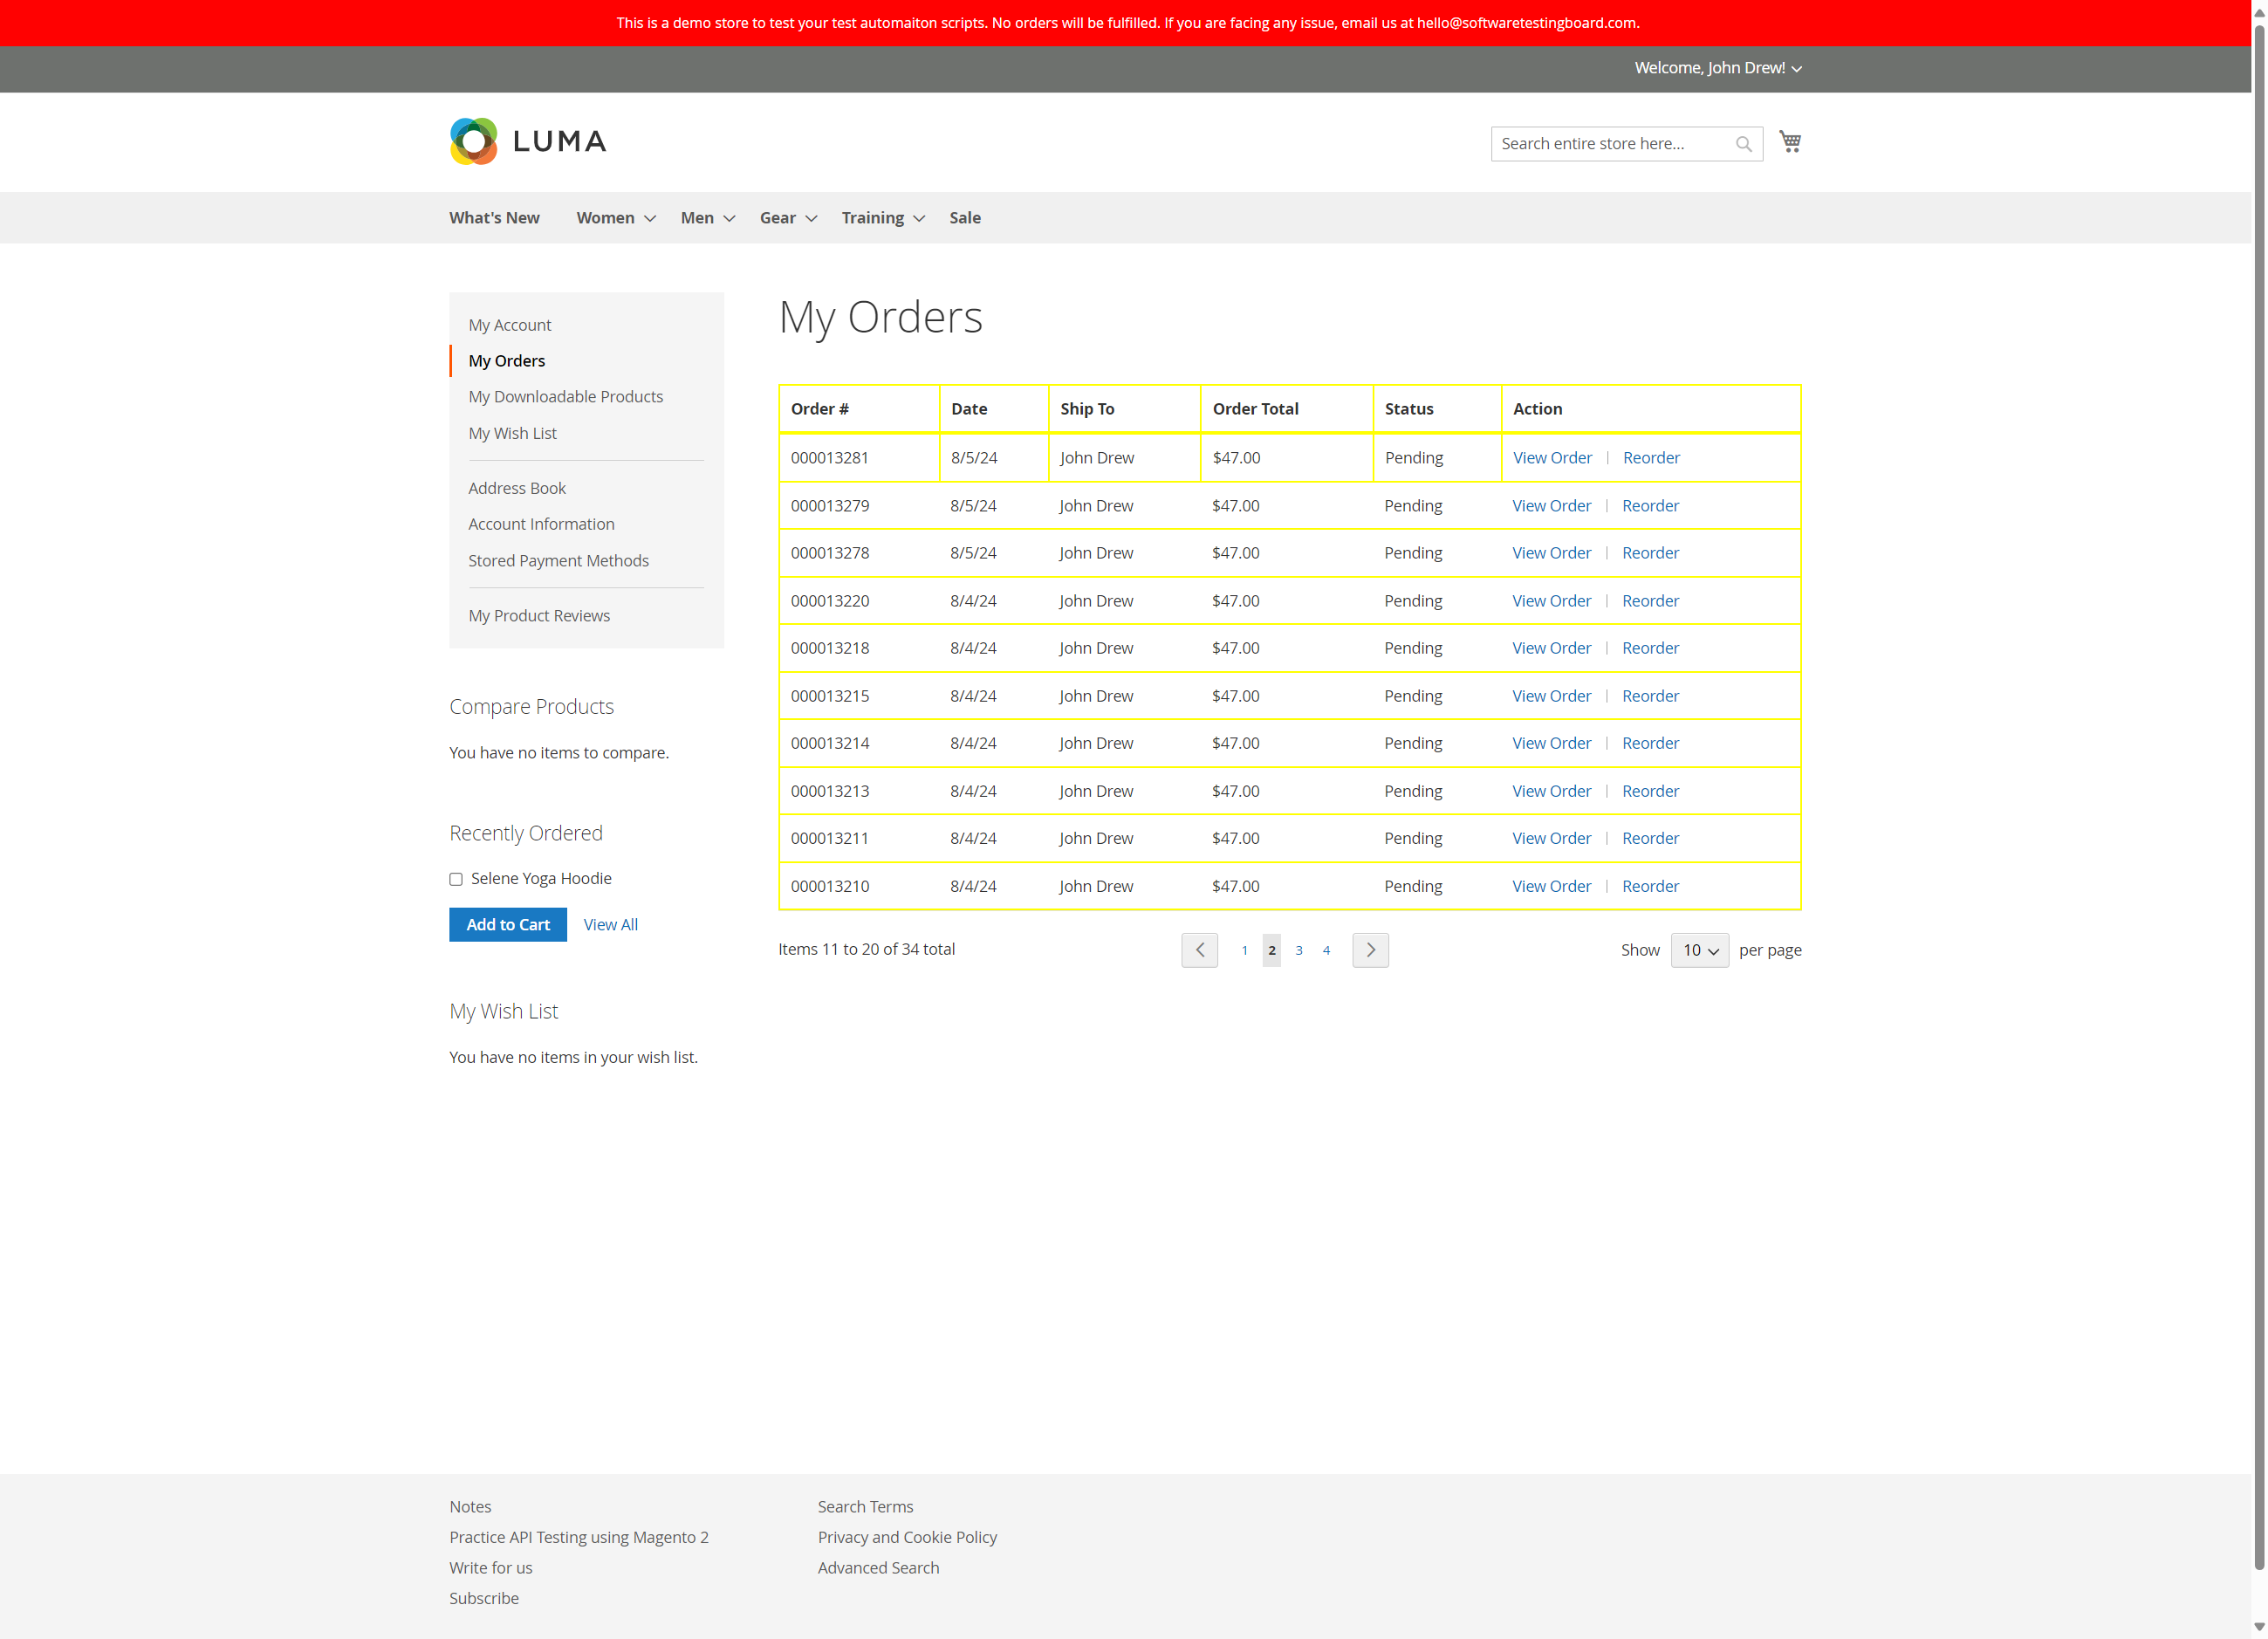 This is a demo store to test your test automaiton scripts. No orders will be fulfilled. If you are facing any issue, email us at hello@softwaretestingboard.com.
Welcome, John Drew!
LUMA
Search entire store here...
What's New Women Men Gear Training Sale
My Account
My Orders
My Downloadable Products
My Wish List
Address Book
Account Information
Stored Payment Methods
My Product Reviews
Compare Products
You have no items to compare.
Recently Ordered
Selene Yoga Hoodie
Add to Cart View All
My Wish List
You have no items in your wish list.
My Orders
Order # Date Ship To Order Total Status Action
000013281 8/5/24 John Drew $47.00 Pending View Order | Reorder
000013279 8/5/24 John Drew $47.00 Pending View Order | Reorder
000013278 8/5/24 John Drew $47.00 Pending View Order | Reorder
000013220 8/4/24 John Drew $47.00 Pending View Order | Reorder
000013218 8/4/24 John Drew $47.00 Pending View Order | Reorder
000013215 8/4/24 John Drew $47.00 Pending View Order | Reorder
000013214 8/4/24 John Drew $47.00 Pending View Order | Reorder
000013213 8/4/24 John Drew $47.00 Pending View Order | Reorder
000013211 8/4/24 John Drew $47.00 Pending View Order | Reorder
000013210 8/4/24 John Drew $47.00 Pending View Order | Reorder
Items 11 to 20 of 34 total 1 2 3 4 Show 10 per page
Notes
Practice API Testing using Magento 2
Write for us
Subscribe
Search Terms
Privacy and Cookie Policy
Advanced Search